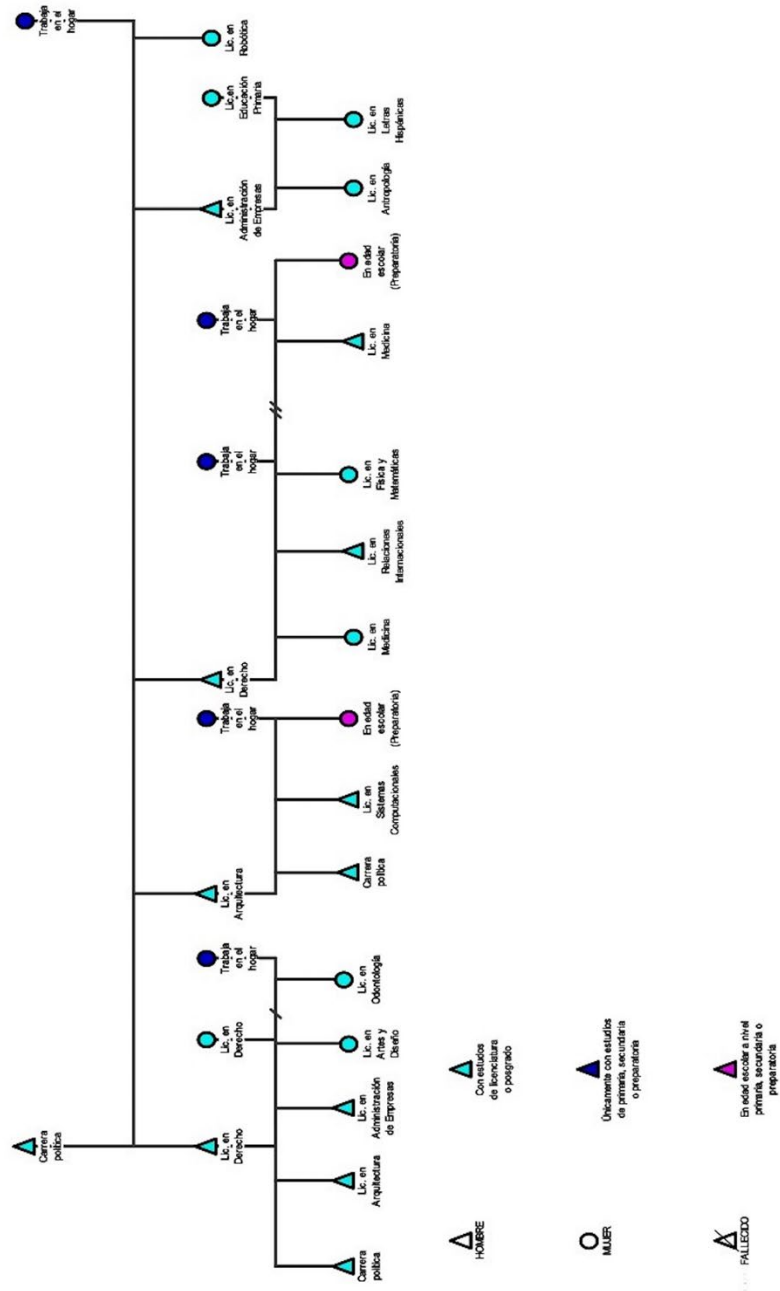 Carrera
política
Trabaja
en el
hogar
Lic. en
Derecho
Lic. en
Derecho
Trabaja
en el
hogar
Lic. en
Arquitectura
Trabaja
en el
hogar
Lic. en
Derecho
Trabaja
en el
hogar
Trabaja
en el
hogar
Lic. en
Administración
de Empresas
Lic. en
Educación
Primaria
Lic. en
Robótica
Carrera
política
Lic. en
Arquitectura
Lic. en
Administración
de Empresas
Lic. en
Artes y
Diseño
Lic. en
Odontología
Carrera
política
Lic. en
Sistemas
Computacionales
En edad
escolar
(Preparatoria)
Lic. en
Medicina
Lic. en
Relaciones
Internacionales
Lic. en
Física y
Matemáticas
Lic. en
Medicina
En edad
escolar
(Preparatoria)
Lic. en
Antropología
Lic. en
Letras
Hispánicas
HOMBRE
Con estudios
de licenciatura
o posgrado
MUJER
Únicamente con estudios
de primaria, secundaria
o preparatoria
FALLECIDO
En edad escolar a nivel
primaria, secundaria o
preparatoria